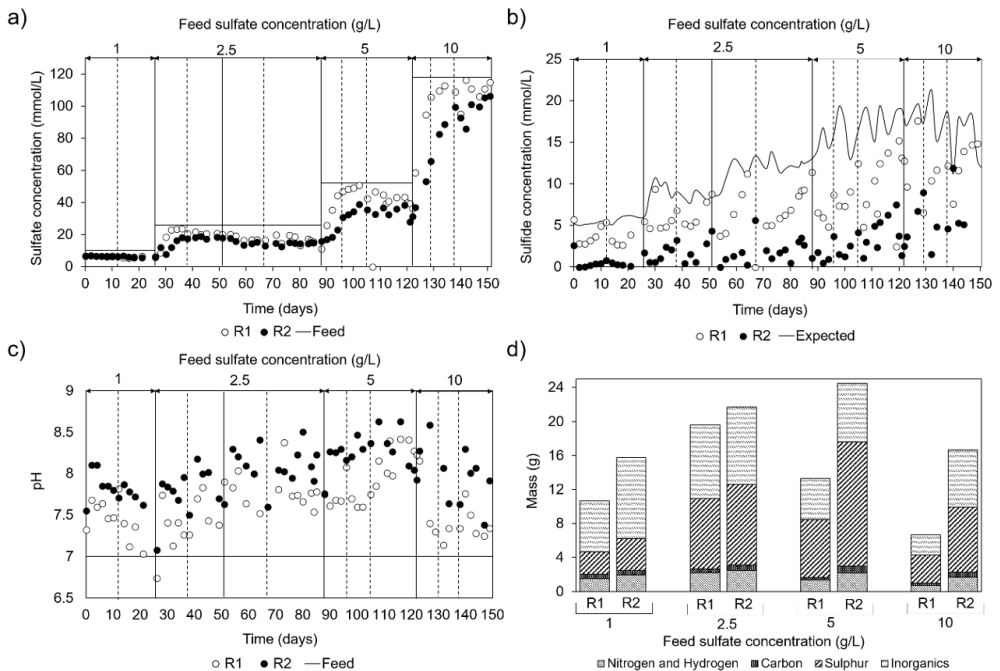 a)
Feed sulfate concentration (g/L)
1 2.5 5 10
Sulfate concentration (mmol/L)
120
100
80
60
40
20
0
0 10 20 30 40 50 60 70 80 90 100 110 120 130 140 150
Time (days)
R1 R2 Feed
b)
Feed sulfate concentration (g/L)
1 2.5 5 10
Sulfide concentration (mmol/L)
25
20
15
10
5
0
0 10 20 30 40 50 60 70 80 90 100 110 120 130 140 150
Time (days)
R1 R2 Expected
c)
Feed sulfate concentration (g/L)
1 2.5 5 10
pH
9
8.5
8
7.5
7
6.5
0 10 20 30 40 50 60 70 80 90 100 110 120 130 140 150
Time (days)
R1 R2 Feed
d)
Mass (g)
24
20
16
12
8
4
0
R1 R2 R1 R2 R1 R2 R1 R2
1 2.5 5 10
Feed sulfate concentration (g/L)
Nitrogen and Hydrogen Carbon Sulphur Inorganics